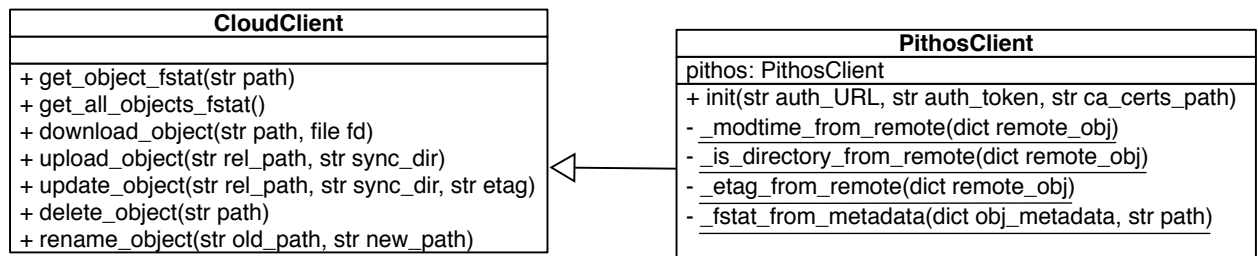 CloudClient
+ get_object_fstat(str path)
+ get_all_objects_fstat()
+ download_object(str path, file fd)
+ upload_object(str rel_path, str sync_dir)
+ update_object(str rel_path, str sync_dir, str etag)
+ delete_object(str path)
+ rename_object(str old_path, str new_path)
PithosClient
pithos: PithosClient
+ init(str auth_URL, str auth_token, str ca_certs_path)
- _modtime_from_remote(dict remote_obj)
- _is_directory_from_remote(dict remote_obj)
- _etag_from_remote(dict remote_obj)
- _fstat_from_metadata(dict obj_metadata, str path)